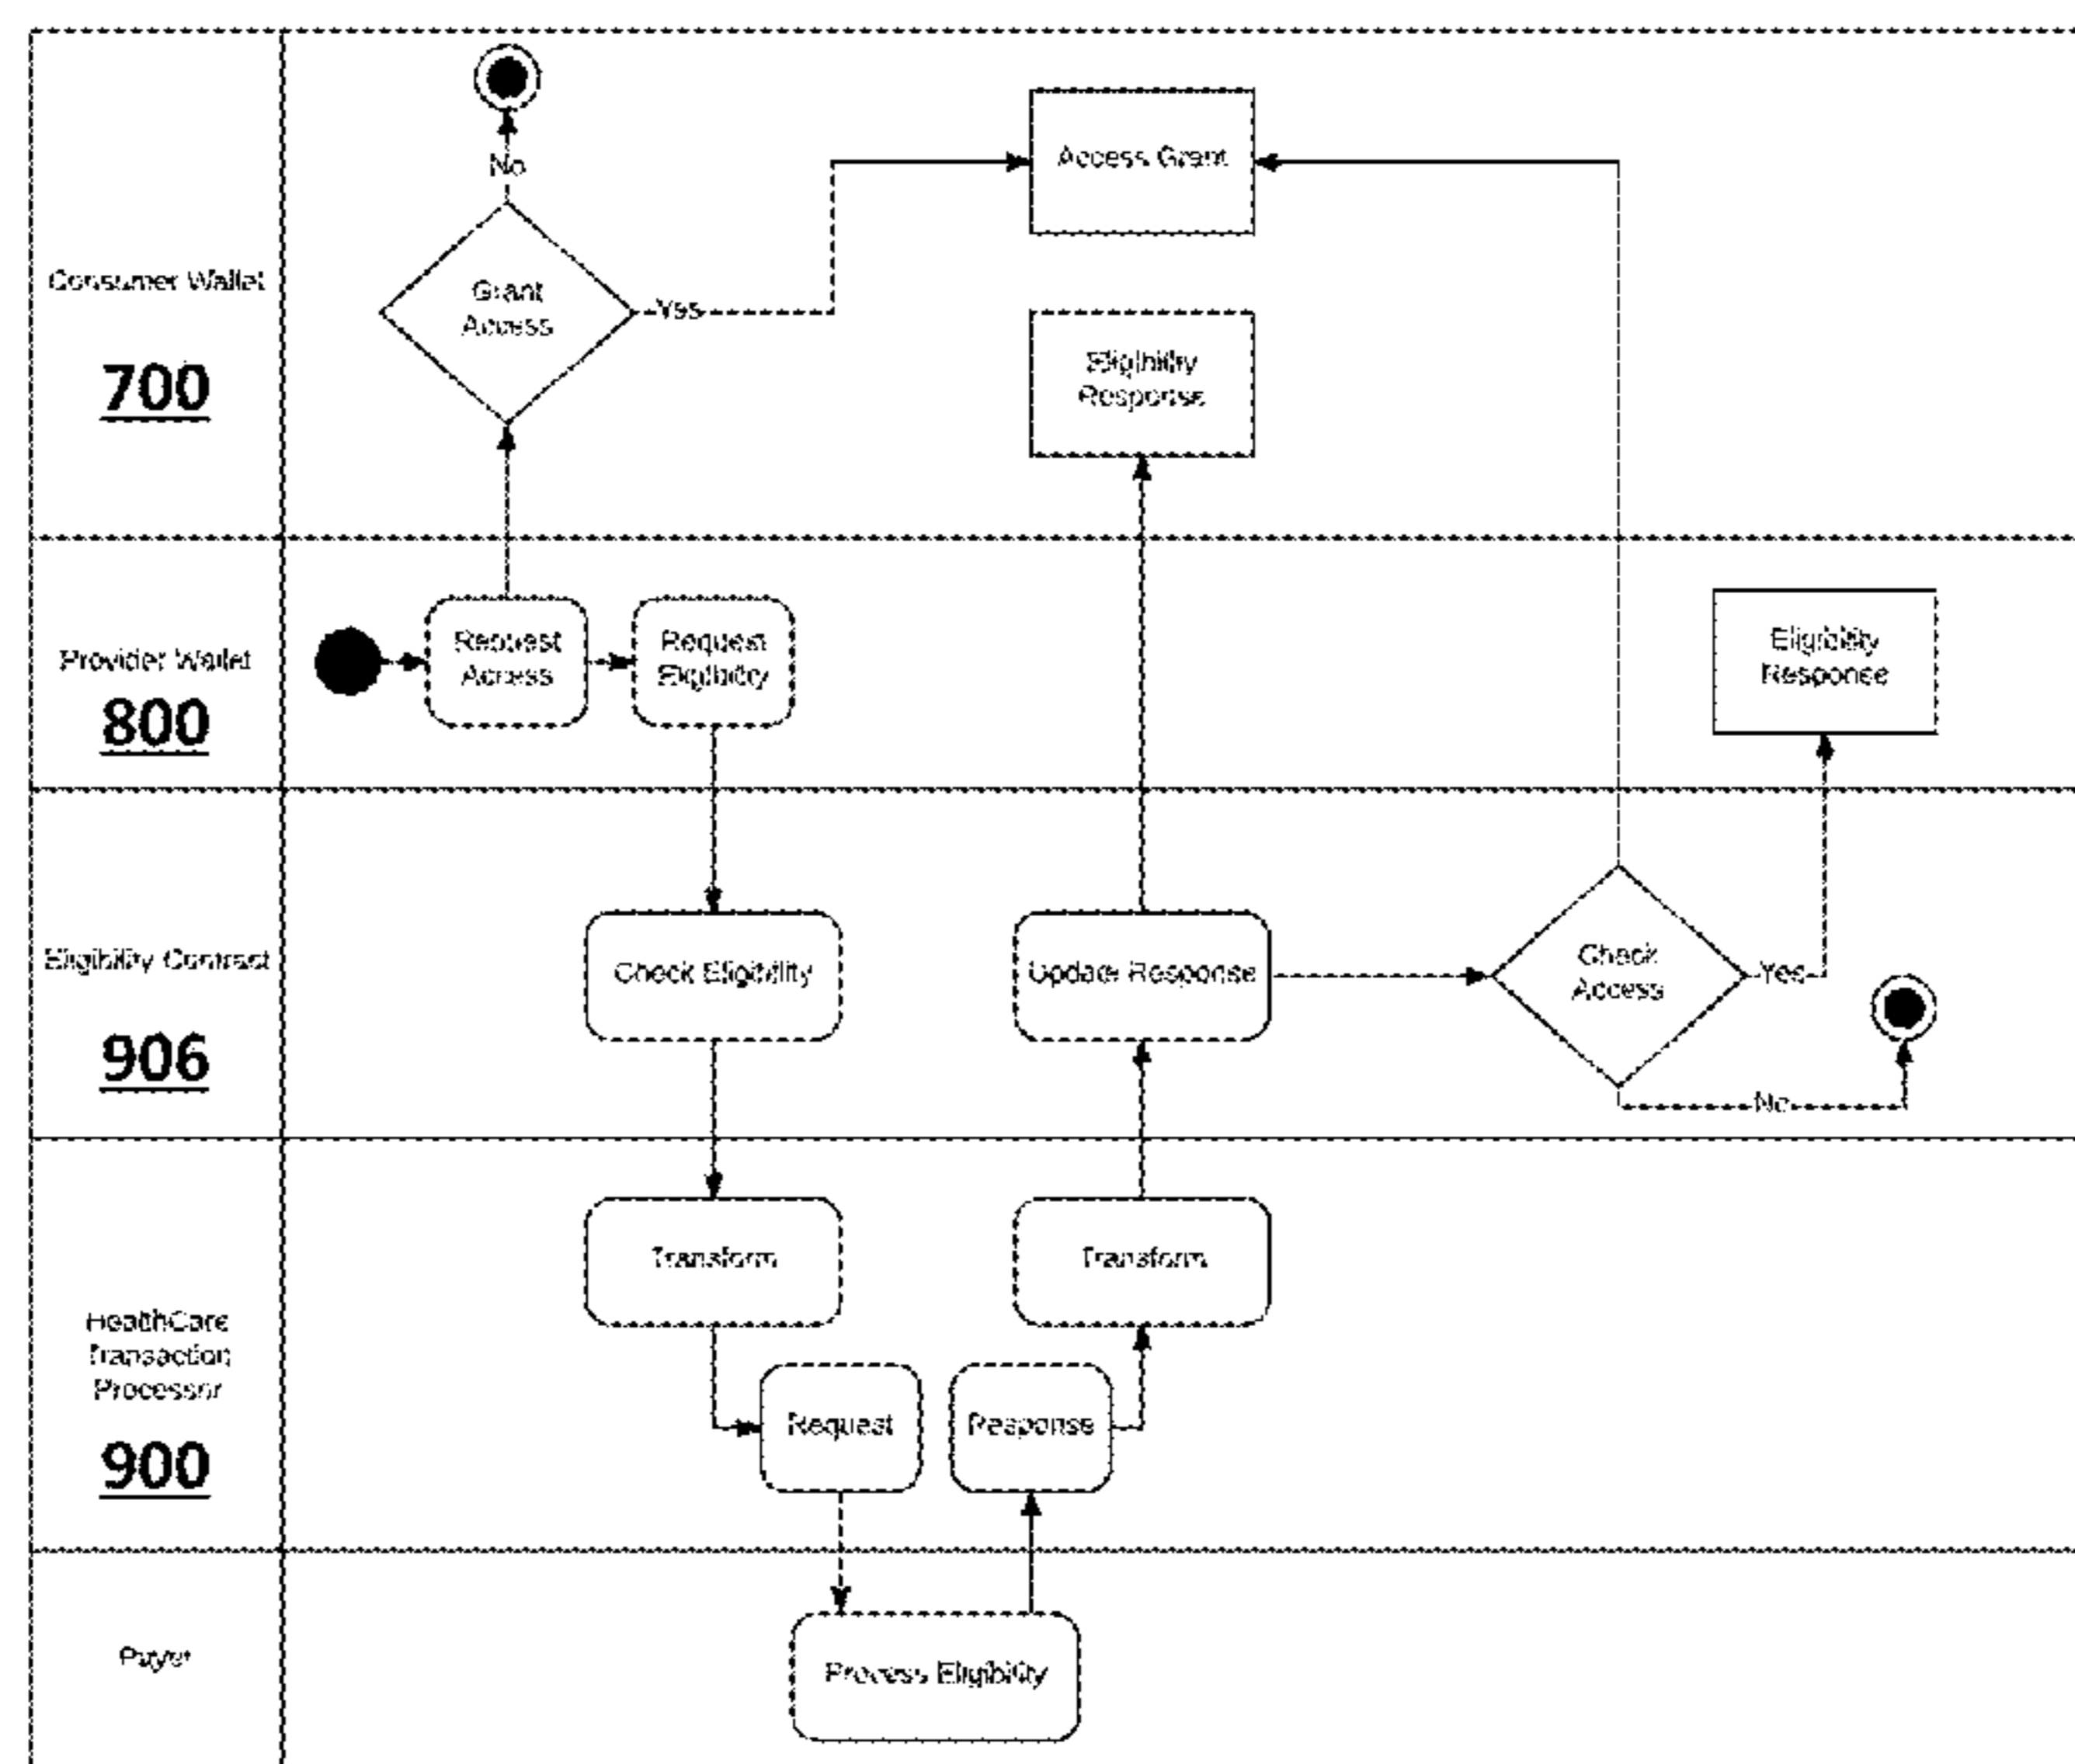 No
Access Grant
Consumer Wallet
Grant
Access
Yes
700
Eligibility
Response
Provider Wallet
800
Request
Access
Request
Eligibility
Eligibility
Response
Eligibility Contract
906
Check Eligibility
Update Response
Check
Access
Yes
No
Transform
Transform
HealthCare
Transaction
Processor
900
Request
Response
Payer
Process Eligibility